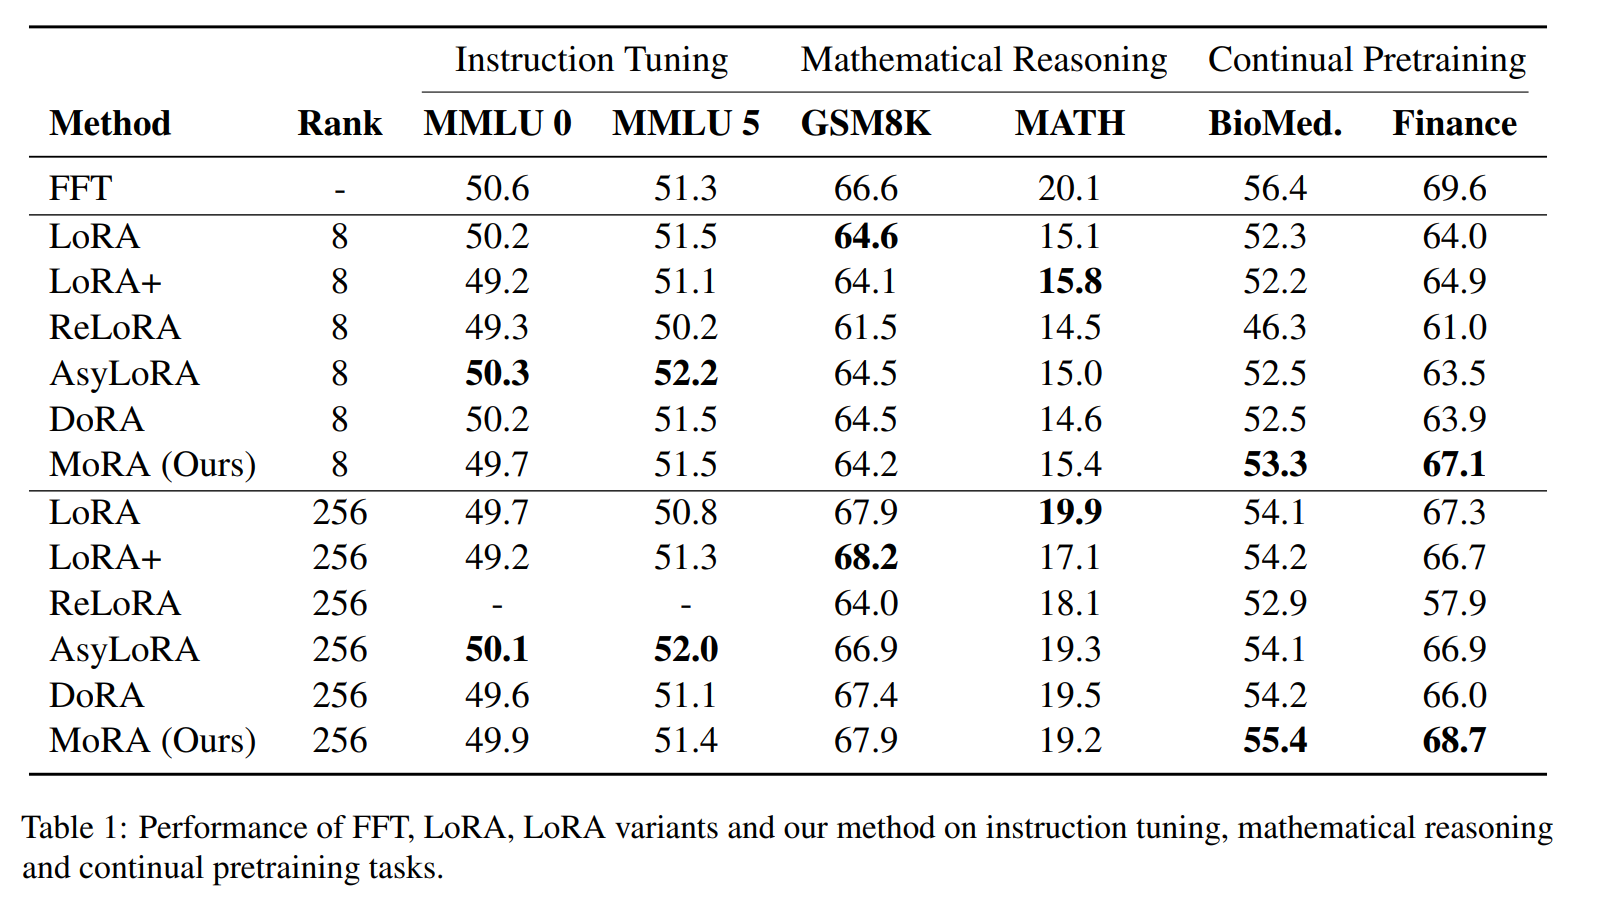 Instruction Tuning Mathematical Reasoning Continual Pretraining
Method Rank MMLU 0 MMLU 5 GSM8K MATH BioMed. Finance
FFT - 50.6 51.3 66.6 20.1 56.4 69.6
LoRA 8 50.2 51.5 64.6 15.1 52.3 64.0
LoRA+ 8 49.2 51.1 64.1 15.8 52.2 64.9
ReLoRA 8 49.3 50.2 61.5 14.5 46.3 61.0
AsyLoRA 8 50.3 52.2 64.5 15.0 52.5 63.5
DoRA 8 50.2 51.5 64.5 14.6 52.5 63.9
MoRA (Ours) 8 49.7 51.5 64.2 15.4 53.3 67.1
LoRA 256 49.7 50.8 67.9 19.9 54.1 67.3
LoRA+ 256 49.2 51.3 68.2 17.1 54.2 66.7
ReLoRA 256 - - 64.0 18.1 52.9 57.9
AsyLoRA 256 50.1 52.0 66.9 19.3 54.1 66.9
DoRA 256 49.6 51.1 67.4 19.5 54.2 66.0
MoRA (Ours) 256 49.9 51.4 67.9 19.2 55.4 68.7
Table 1: Performance of FFT, LoRA, LoRA variants and our method on instruction tuning, mathematical reasoning
and continual pretraining tasks.